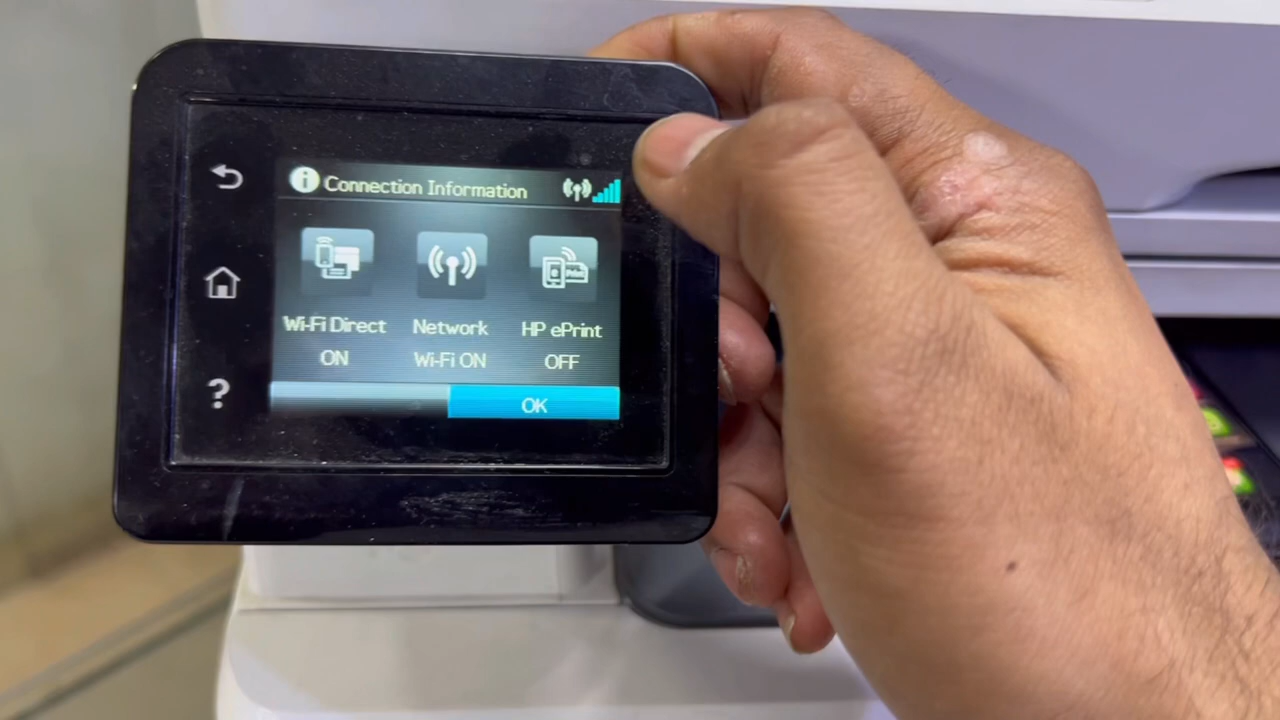 Connection Information
Wi-Fi Direct Network HP ePrint
ON Wi-Fi ON OFF
OK
?